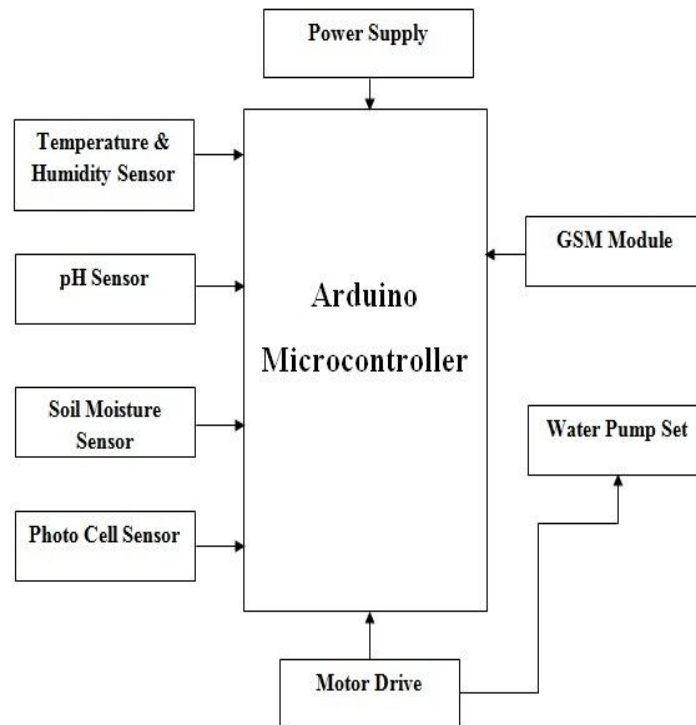 Power Supply
Temperature &
Humidity Sensor
pH Sensor
Soil Moisture
Sensor
Photo Cell Sensor
Arduino
Microcontroller
GSM Module
Water Pump Set
Motor Drive